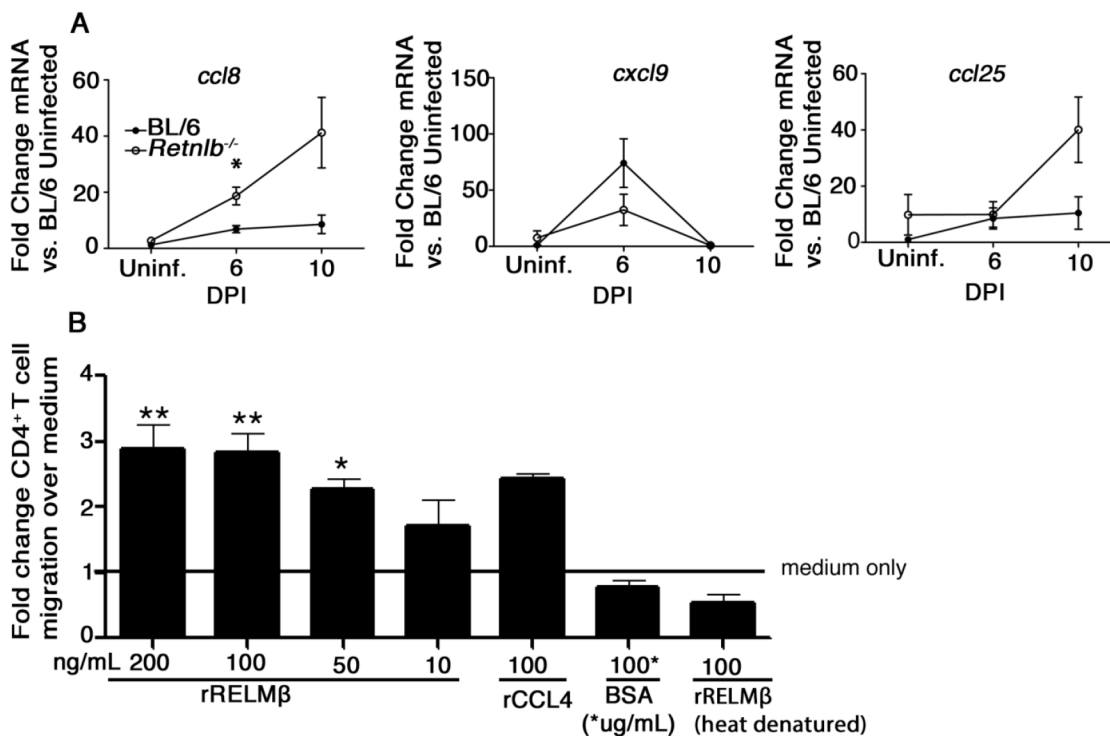 A
Fold Change mRNA
vs. BL/6 Uninfected
ccl8
60
40
20
0
BL/6
Retnlb-/-
*
Uninf.
6
10
DPI
Fold Change mRNA
vs. BL/6 Uninfected
cxcl9
150
100
50
0
Uninf.
6
10
DPI
Fold Change mRNA
vs. BL/6 Uninfected
ccl25
60
40
20
0
Uninf.
6
10
DPI
B
Fold change CD4+ T cell
migration over medium
4
3
2
1
0
**
**
*
medium only
ng/mL 200 100 50 10 100 100* 100
rRELMβ
rCCL4
BSA
(*ug/mL)
rRELMβ
(heat denatured)